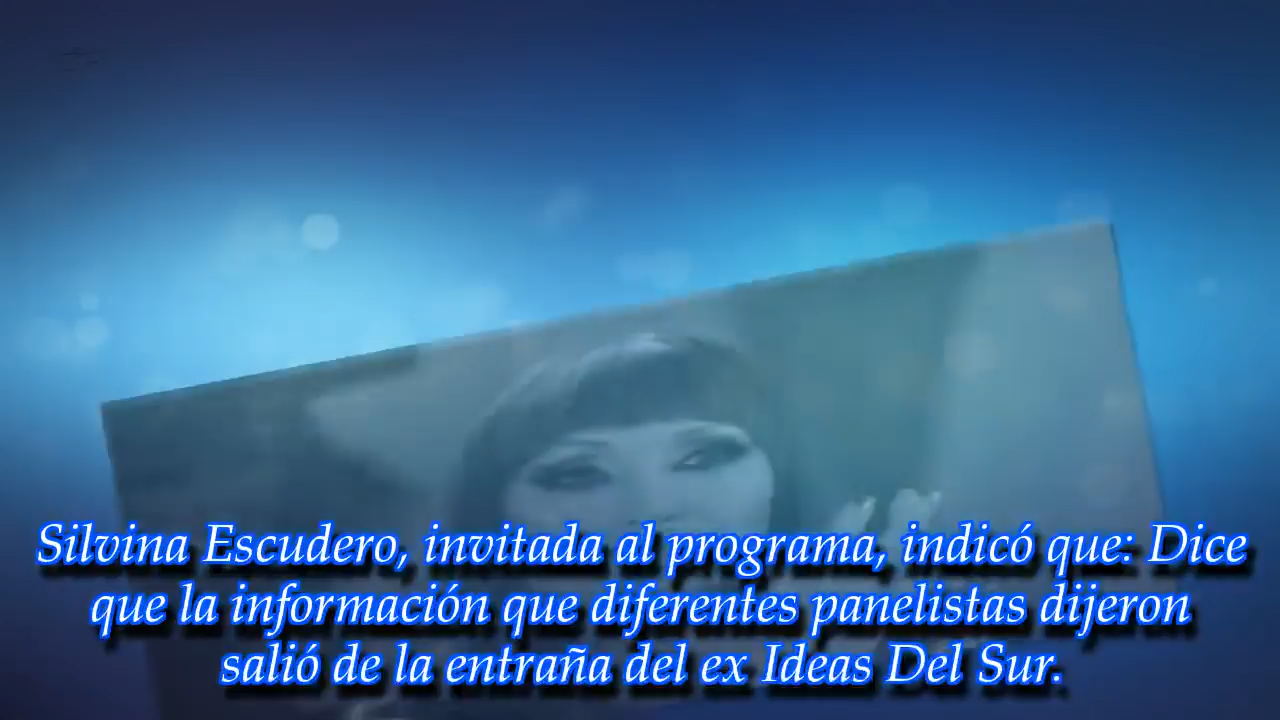 Silvina Escudero, invitada al programa, indicó que: Dice
que la información que diferentes panelistas dijeron
salió de la entraña del ex Ideas Del Sur.